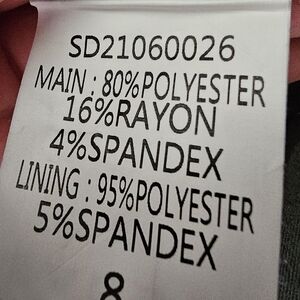 SD21060026
MAIN : 80%POLYESTER
16%RAYON
4%SPANDEX
LINING : 95%POLYESTER
5%SPANDEX
8